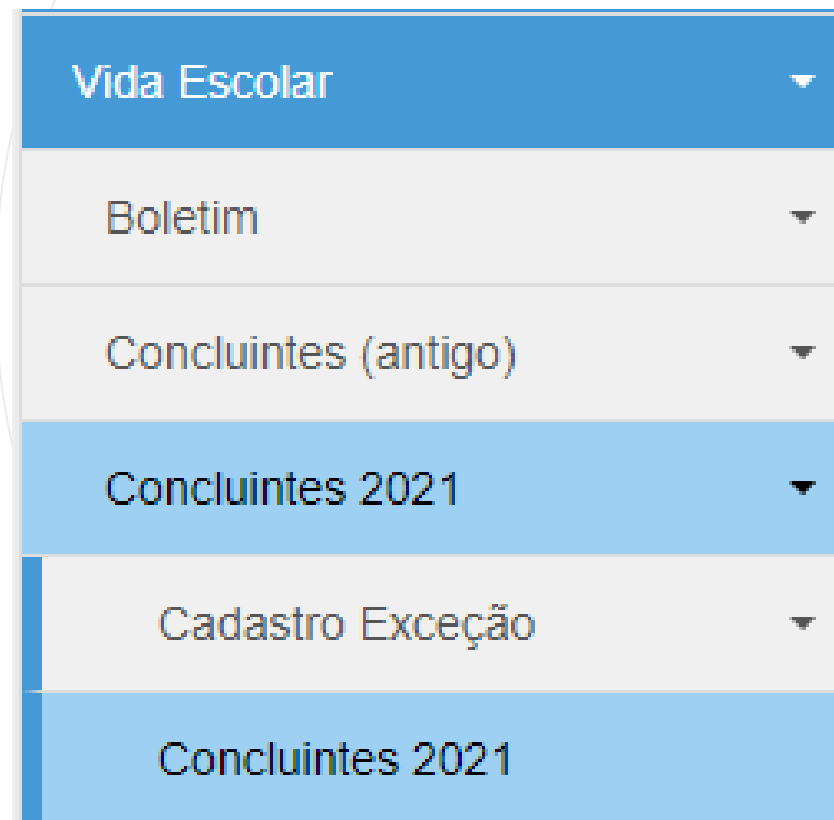 Vida Escolar
Boletim
Concluintes (antigo)
Concluintes 2021
Cadastro Exceção
Concluintes 2021